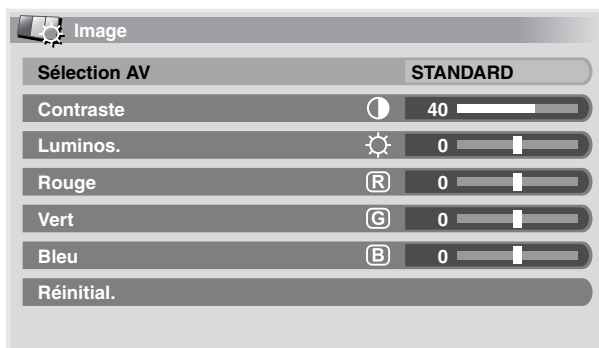 Image
Sélection AV STANDARD
Contraste 40
Luminos. 0
Rouge R 0
Vert G 0
Bleu B 0
Réinitial.